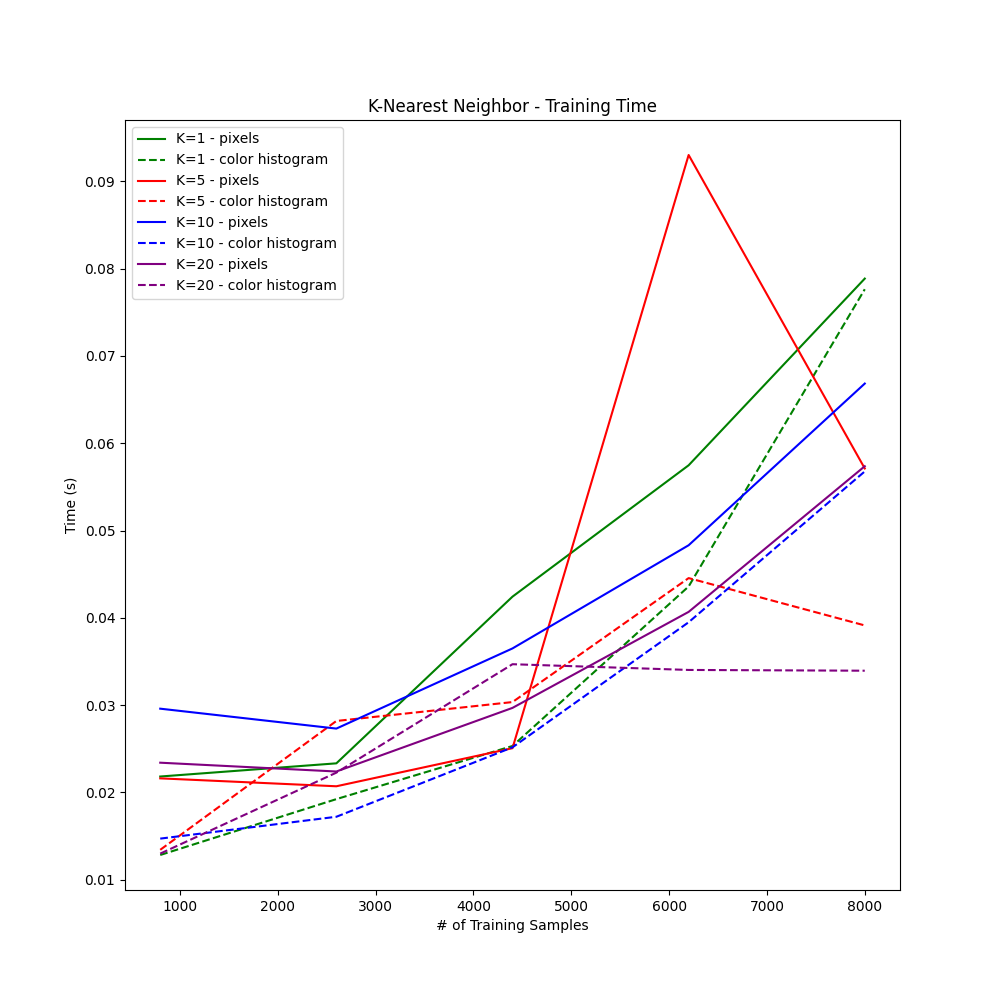 K-Nearest Neighbor - Training Time
K=1 - pixels
K=1 - color histogram
K=5 - pixels
K=5 - color histogram
K=10 - pixels
K=10 - color histogram
K=20 - pixels
K=20 - color histogram
0.09
0.08
0.07
0.06
0.05
0.04
0.03
0.02
0.01
Time (s)
1000 2000 3000 4000 5000 6000 7000 8000
# of Training Samples